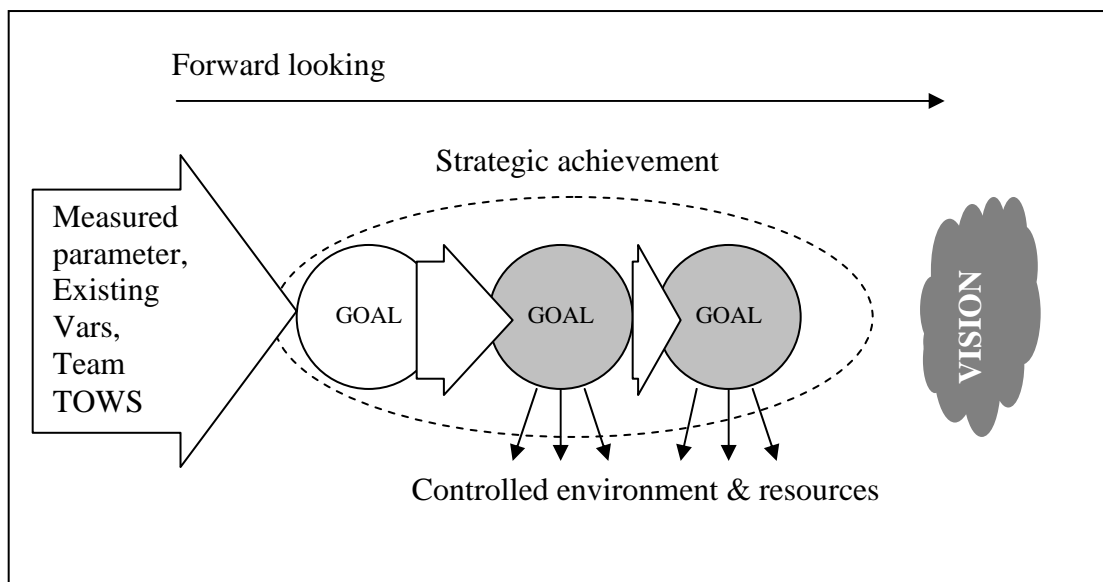 Forward looking
Strategic achievement
Measured
parameter,
Existing
Vars,
Team
TOWS
GOAL
GOAL
GOAL
VISION
Controlled environment & resources